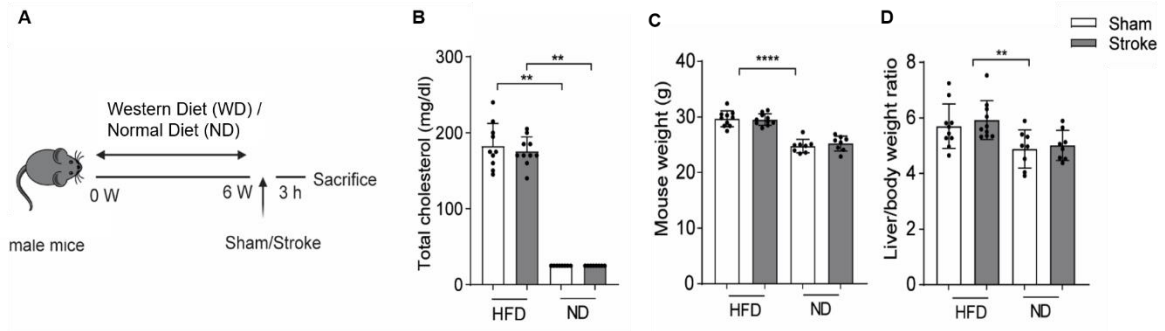 A
Western Diet (WD) /
Normal Diet (ND)
0 W
6 W
3 h
Sacrifice
male mice
Sham/Stroke
B
Total cholesterol (mg/dl)
300
200
100
0
**
**
HFD
ND
C
Mouse weight (g)
40
30
20
10
0
****
HFD
ND
D
Liver/body weight ratio
8
6
4
2
0
**
HFD
ND
Sham
Stroke